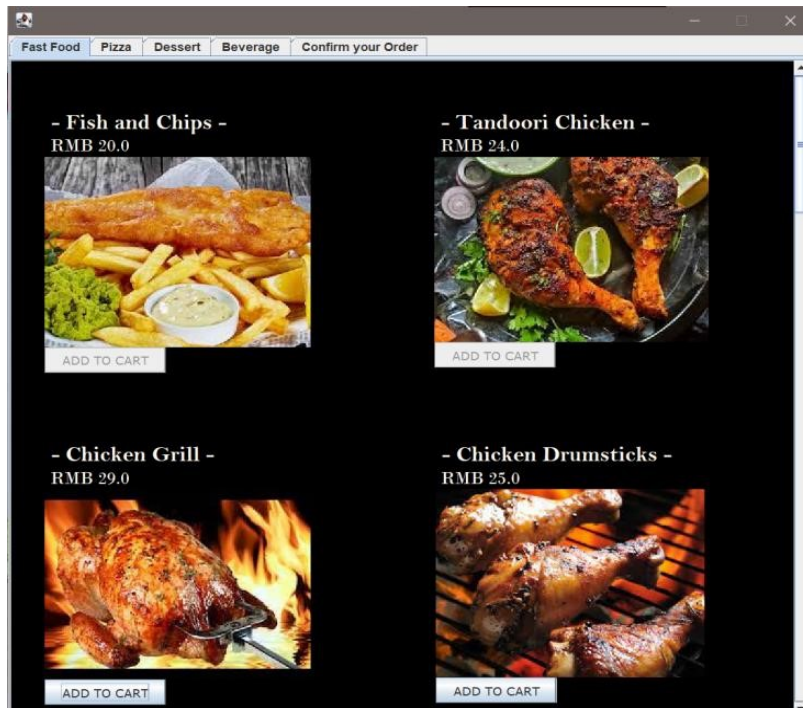 Fast Food Pizza Dessert Beverage Confirm your Order
- Fish and Chips -
RMB 20.0
ADD TO CART
- Tandoori Chicken -
RMB 24.0
ADD TO CART
- Chicken Grill -
RMB 29.0
ADD TO CART
- Chicken Drumsticks -
RMB 25.0
ADD TO CART